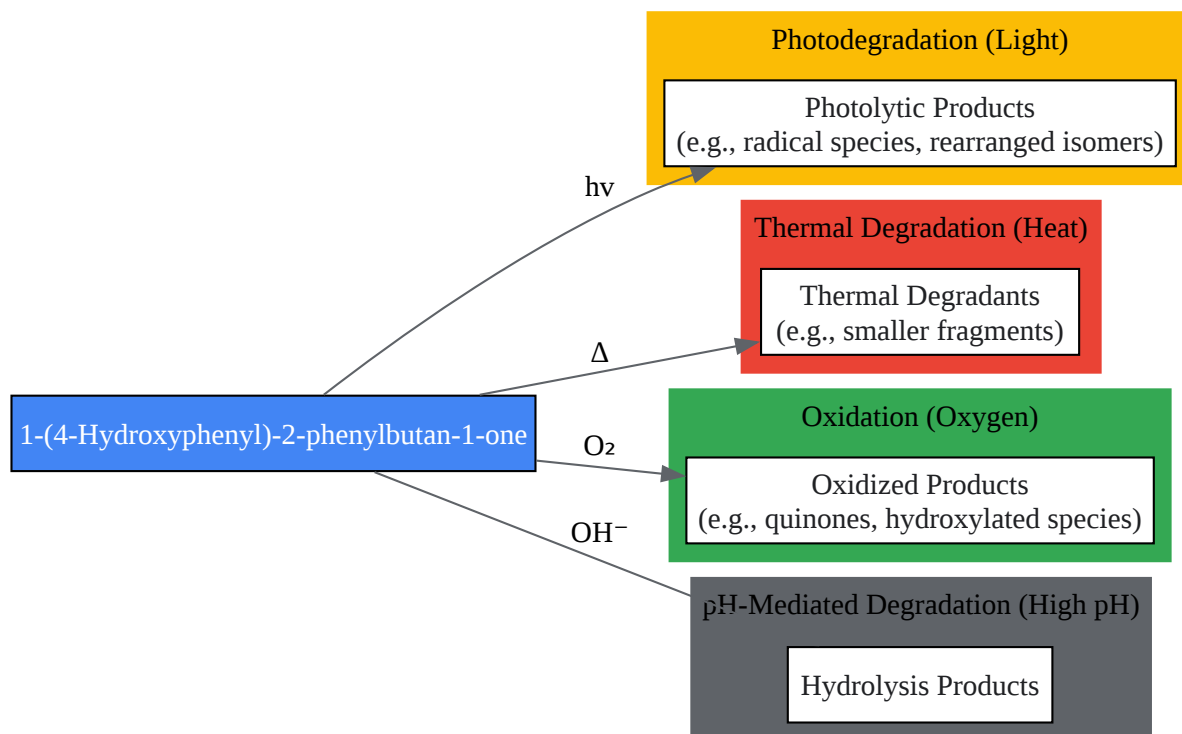 Photodegradation (Light)
Photolytic Products
(e.g., radical species, rearranged isomers)
hv
Thermal Degradation (Heat)
Thermal Degradants
(e.g., smaller fragments)
Δ
1-(4-Hydroxyphenyl)-2-phenylbutan-1-one
Oxidation (Oxygen)
O₂
Oxidized Products
(e.g., quinones, hydroxylated species)
OH⁻
pH-Mediated Degradation (High pH)
Hydrolysis Products